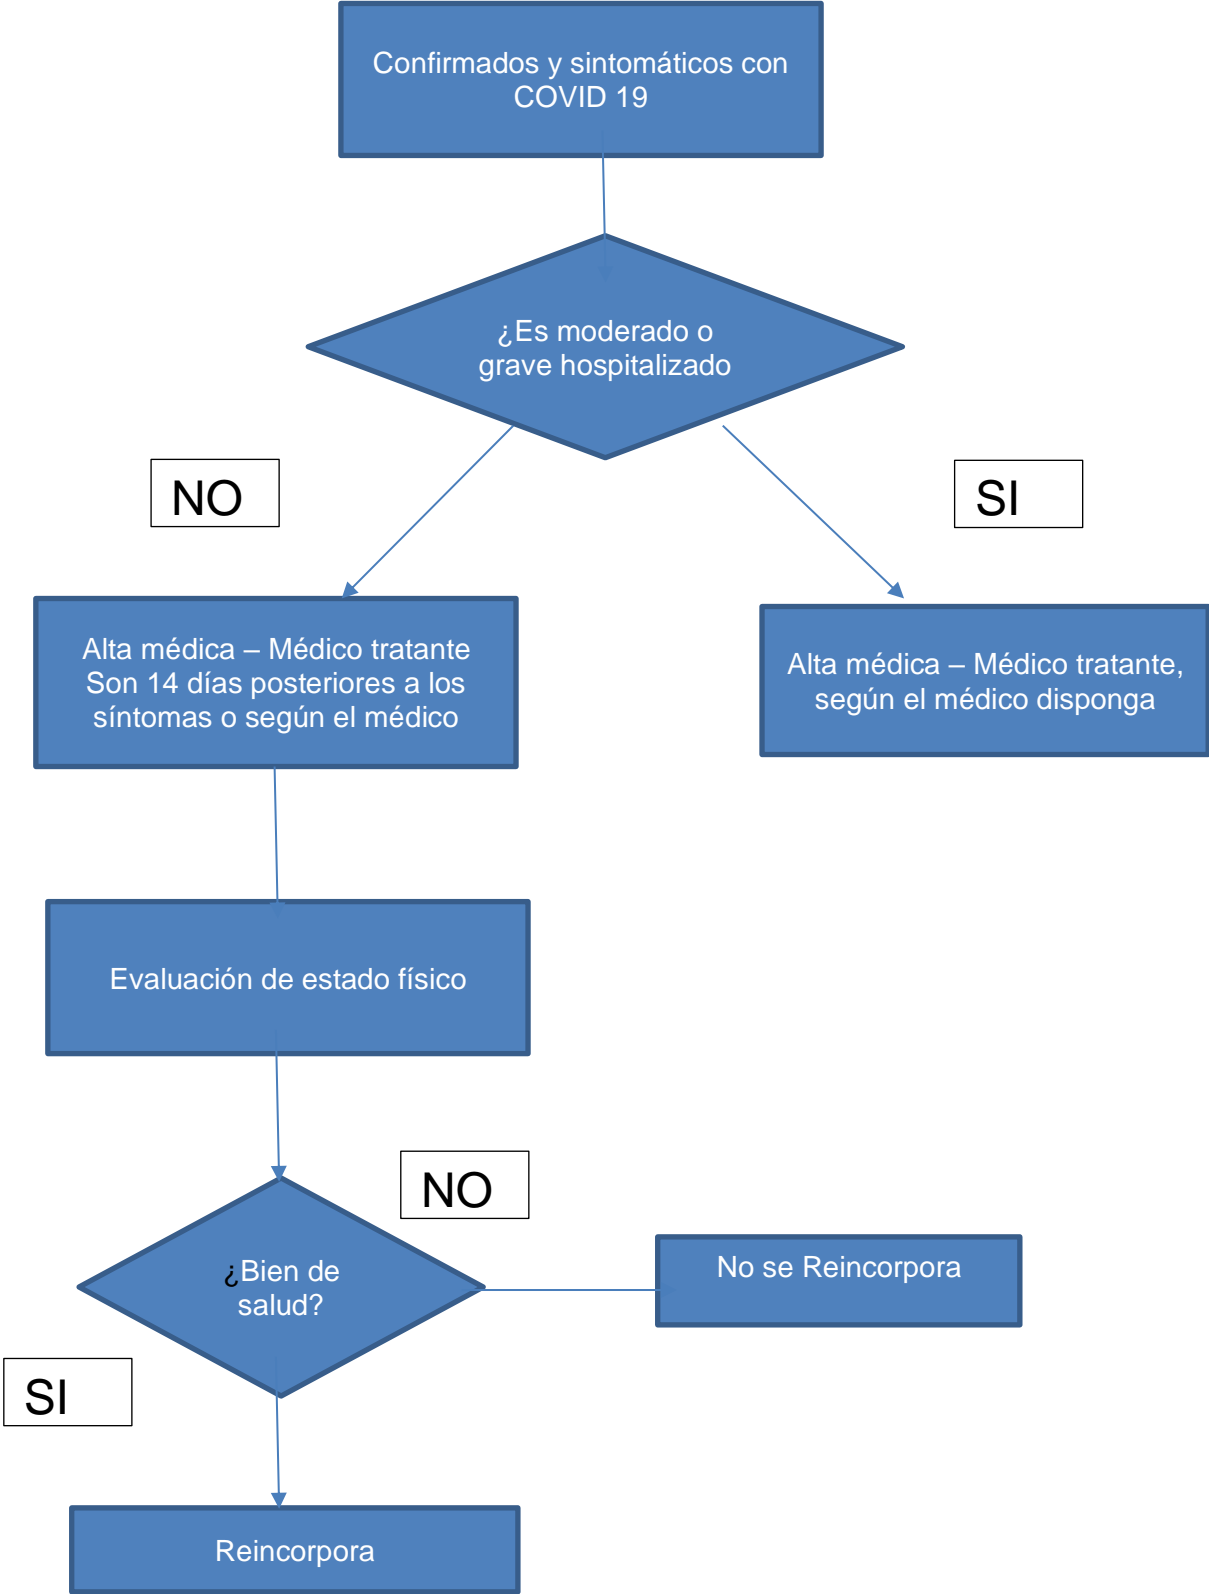 Confirmados y sintomáticos con
COVID 19
¿Es moderado o
grave hospitalizado
NO
SI
Alta médica – Médico tratante
Son 14 días posteriores a los
síntomas o según el médico
Alta médica – Médico tratante,
según el médico disponga
Evaluación de estado físico
NO
¿Bien de
salud?
No se Reincorpora
SI
Reincorpora